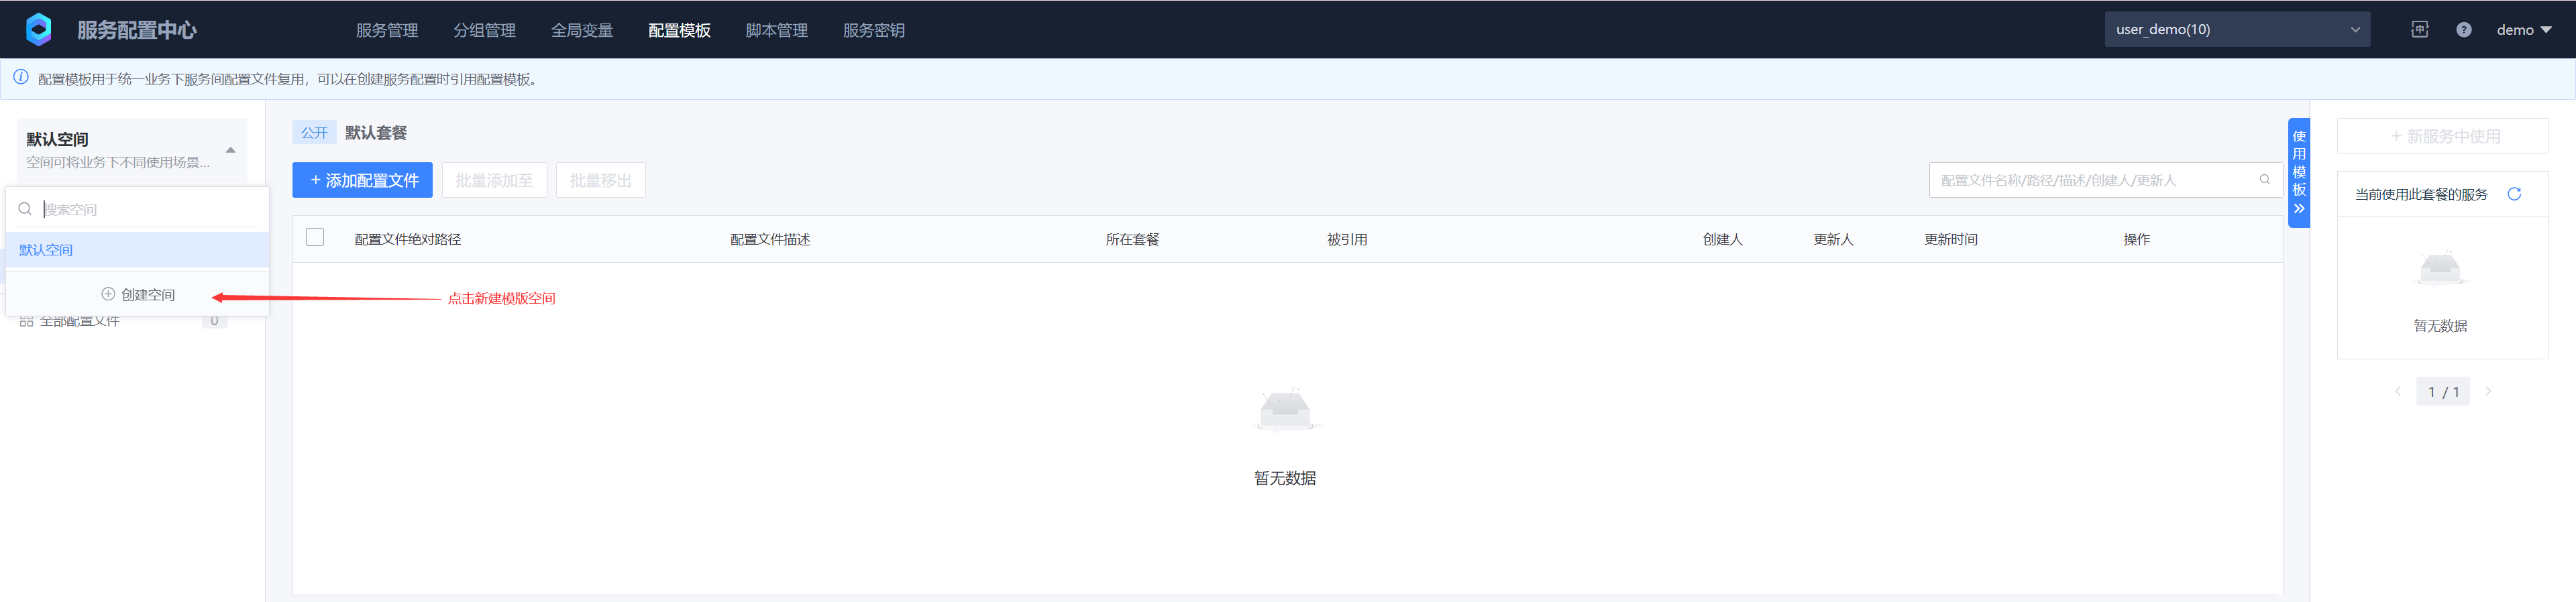 服务配置中心
服务管理
分组管理
全局变量
配置模板
脚本管理
服务密钥
user_demo(10)
中
?
demo
配置模板用于统一业务下服务间配置文件复用，可以在创建服务配置时引用配置模板。
默认空间
空间可将业务下不同使用场景...
搜索空间
默认空间
创建空间
全部配置文件
0
公开
默认套餐
+ 添加配置文件
批量添加至
批量移出
配置文件名称/路径/描述/创建人/更新人
配置文件绝对路径
配置文件描述
所在套餐
被引用
创建人
更新人
更新时间
操作
点击新建模版空间
暂无数据
使用模板
+ 新服务中使用
当前使用此套餐的服务
暂无数据
1 / 1